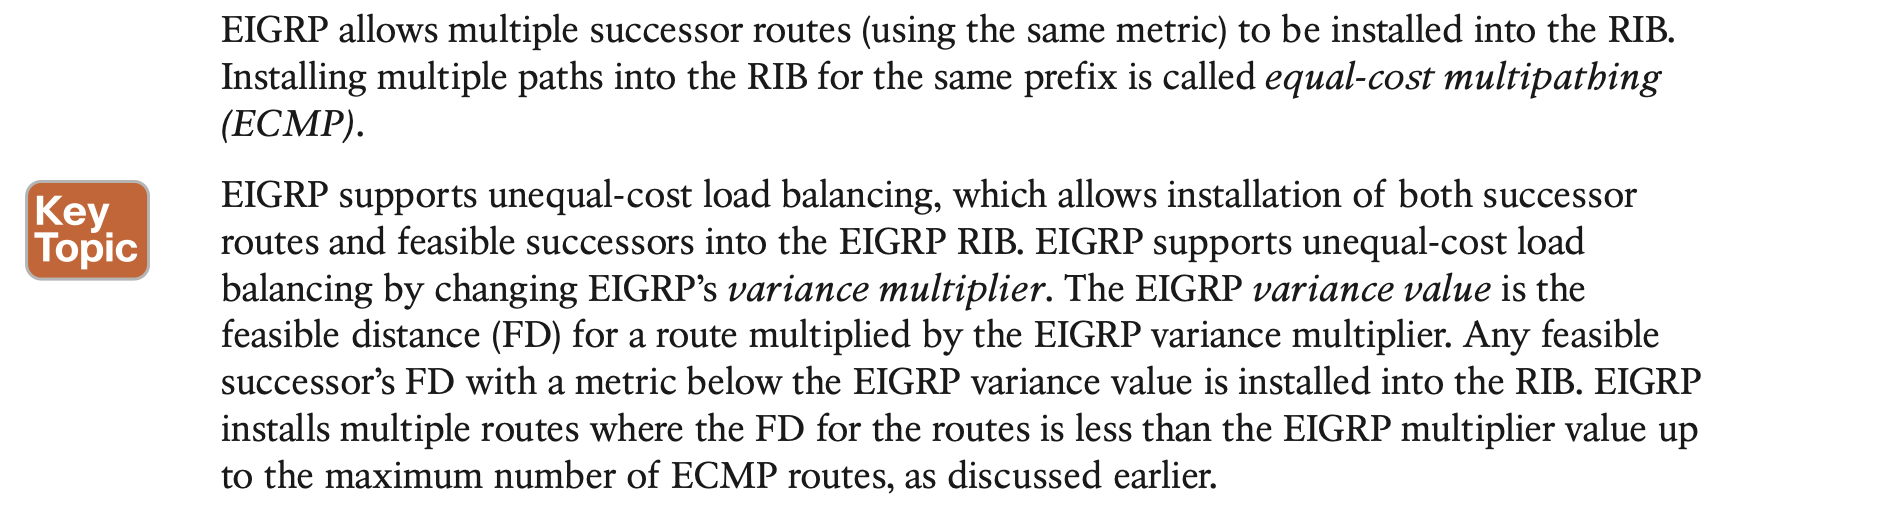 EIGRP allows multiple successor routes (using the same metric) to be installed into the RIB.
Installing multiple paths into the RIB for the same prefix is called equal-cost multipathing
(ECMP).
Key
Topic
EIGRP supports unequal-cost load balancing, which allows installation of both successor
routes and feasible successors into the EIGRP RIB. EIGRP supports unequal-cost load
balancing by changing EIGRP’s variance multiplier. The EIGRP variance value is the
feasible distance (FD) for a route multiplied by the EIGRP variance multiplier. Any feasible
successor’s FD with a metric below the EIGRP variance value is installed into the RIB. EIGRP
installs multiple routes where the FD for the routes is less than the EIGRP multiplier value up
to the maximum number of ECMP routes, as discussed earlier.